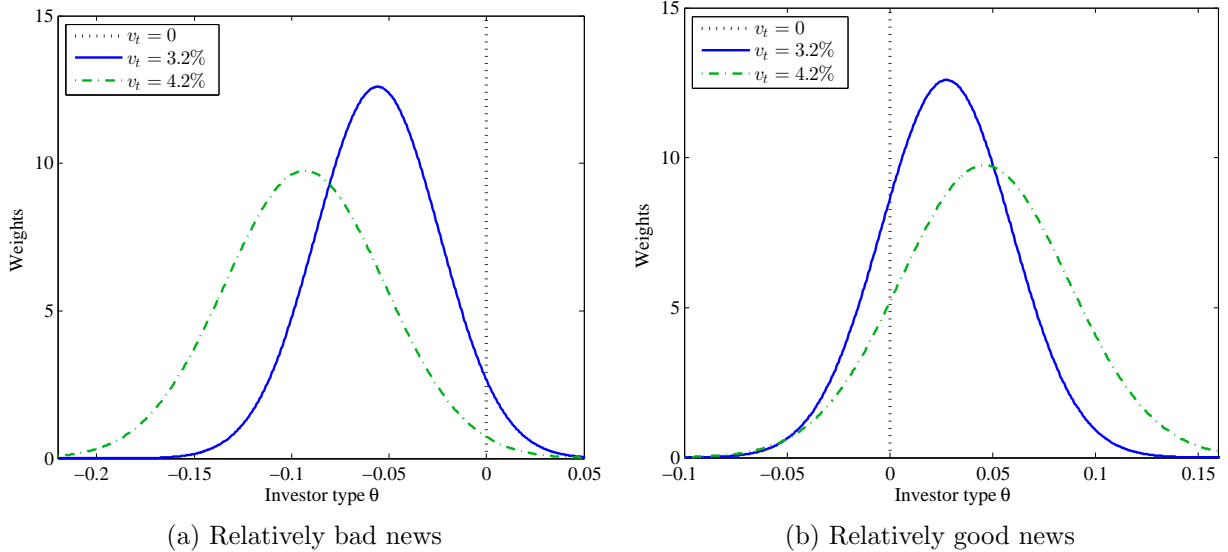 15
10
5
0
Weights
v_t = 0
v_t = 3.2%
v_t = 4.2%
−0.2
−0.15
−0.1
−0.05
0
0.05
Investor type θ
(a) Relatively bad news
15
10
5
0
Weights
v_t = 0
v_t = 3.2%
v_t = 4.2%
−0.1
−0.05
0
0.05
0.1
0.15
Investor type θ
(b) Relatively good news